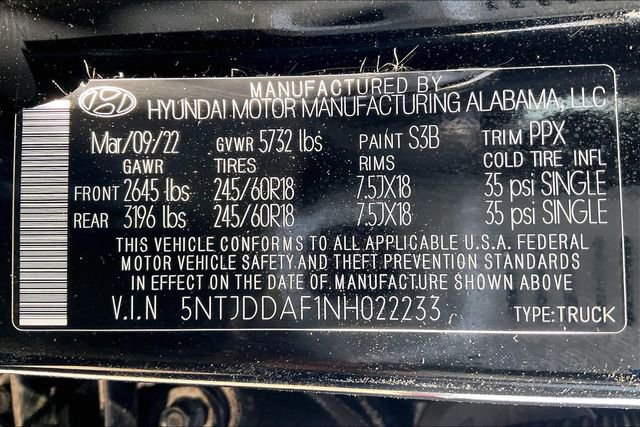 MANUFACTURED BY
HYUNDAI MOTOR MANUFACTURING ALABAMA, LLC
Mar/09/22 GVWR 5732 lbs PAINT S3B TRIM PPX
GAWR TIRES RIMS COLD TIRE INFL
FRONT 2645 lbs 245/60R18 7.5JX18 35 psi SINGLE
REAR 3196 lbs 245/60R18 7.5JX18 35 psi SINGLE
THIS VEHICLE CONFORMS TO ALL APPLICABLE U.S.A. FEDERAL
MOTOR VEHICLE SAFETY AND THEFT PREVENTION STANDARDS
IN EFFECT ON THE DATE OF MANUFACTURE SHOWN ABOVE
V.I.N 5NTJDDAF1NH022233 TYPE:TRUCK